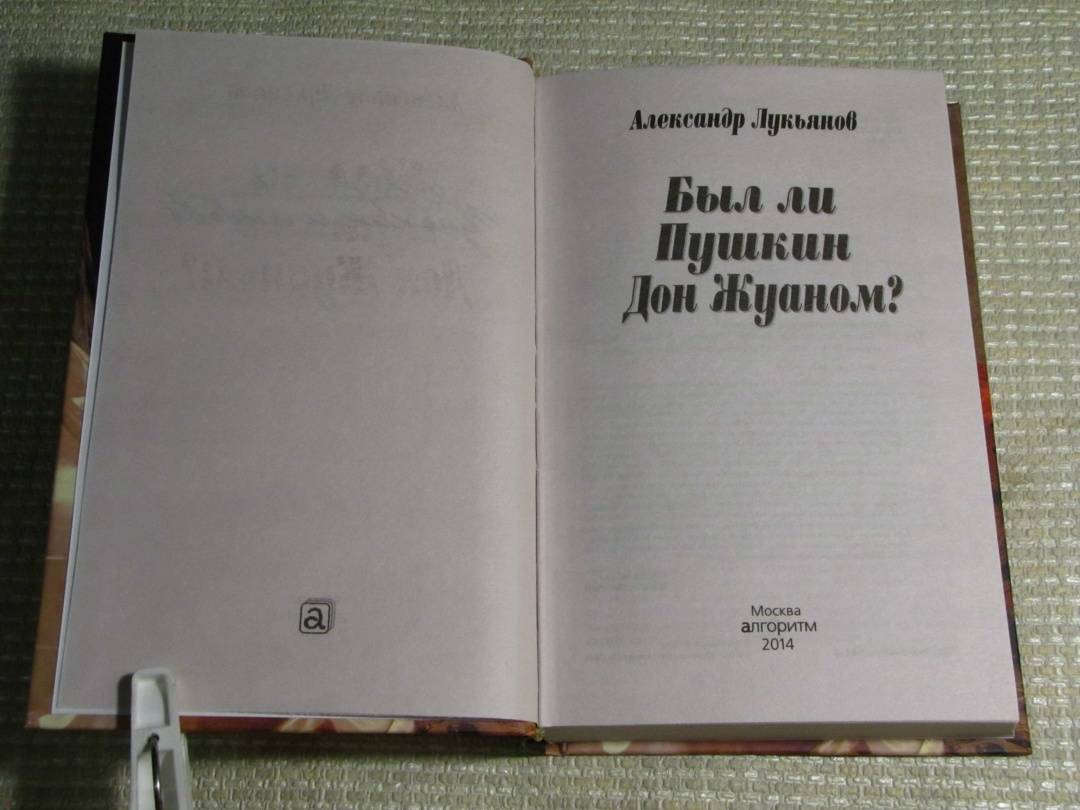 a
Александр Лукьянов
Был ли
Пушкин
Дон Жуаном?
Москва
алгоритм
2014